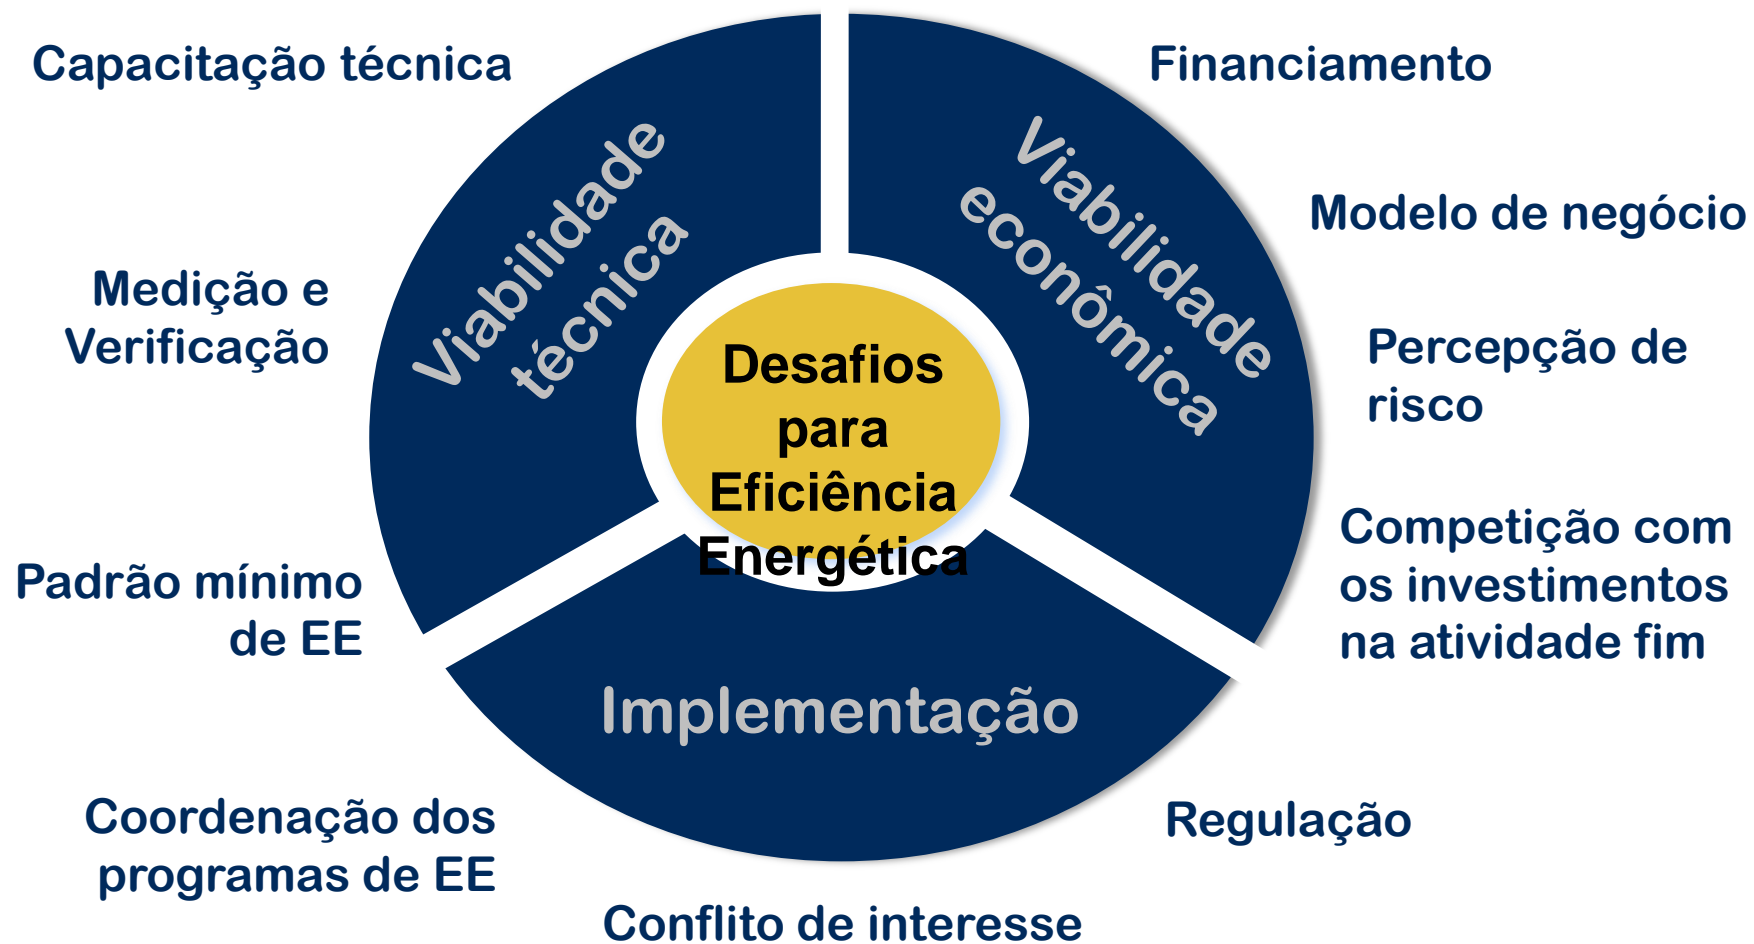 Capacitação técnica
Medição e
Verificação
Padrão mínimo
de EE
Viabilidade
técnica
Viabilidade
econômica
Desafios
para
Eficiência
Energética
Implementação
Financiamento
Modelo de negócio
Percepção de
risco
Competição com
os investimentos
na atividade fim
Coordenação dos
programas de EE
Conflito de interesse
Regulação